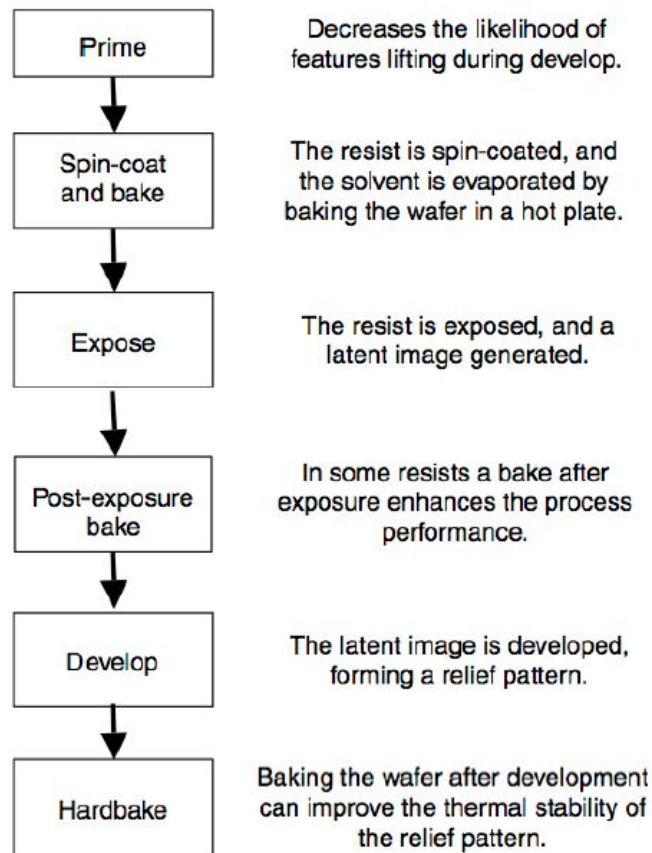 Prime
Decreases the likelihood of
features lifting during develop.
Spin-coat
and bake
The resist is spin-coated, and
the solvent is evaporated by
baking the wafer in a hot plate.
Expose
The resist is exposed, and a
latent image generated.
Post-exposure
bake
In some resists a bake after
exposure enhances the process
performance.
Develop
The latent image is developed,
forming a relief pattern.
Hardbake
Baking the wafer after development
can improve the thermal stability of
the relief pattern.